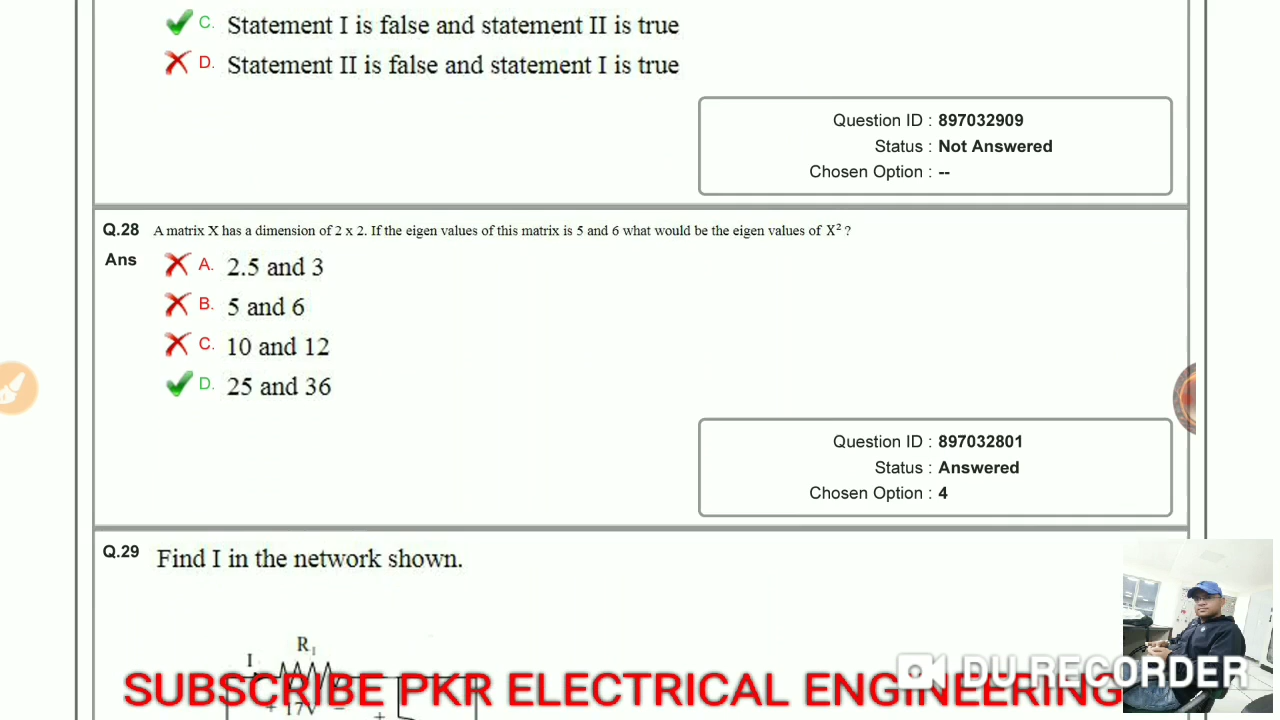 C. Statement I is false and statement II is true
D. Statement II is false and statement I is true
Question ID : 897032909
Status : Not Answered
Chosen Option : --
Q.28 A matrix X has a dimension of 2 x 2. If the eigen values of this matrix is 5 and 6 what would be the eigen values of X² ?
Ans
A. 2.5 and 3
B. 5 and 6
C. 10 and 12
D. 25 and 36
Question ID : 897032801
Status : Answered
Chosen Option : 4
Q.29 Find I in the network shown.
R₁
I
+ 17V −
+
SUBSCRIBE PKR ELECTRICAL ENGINEERING
DU RECORDER